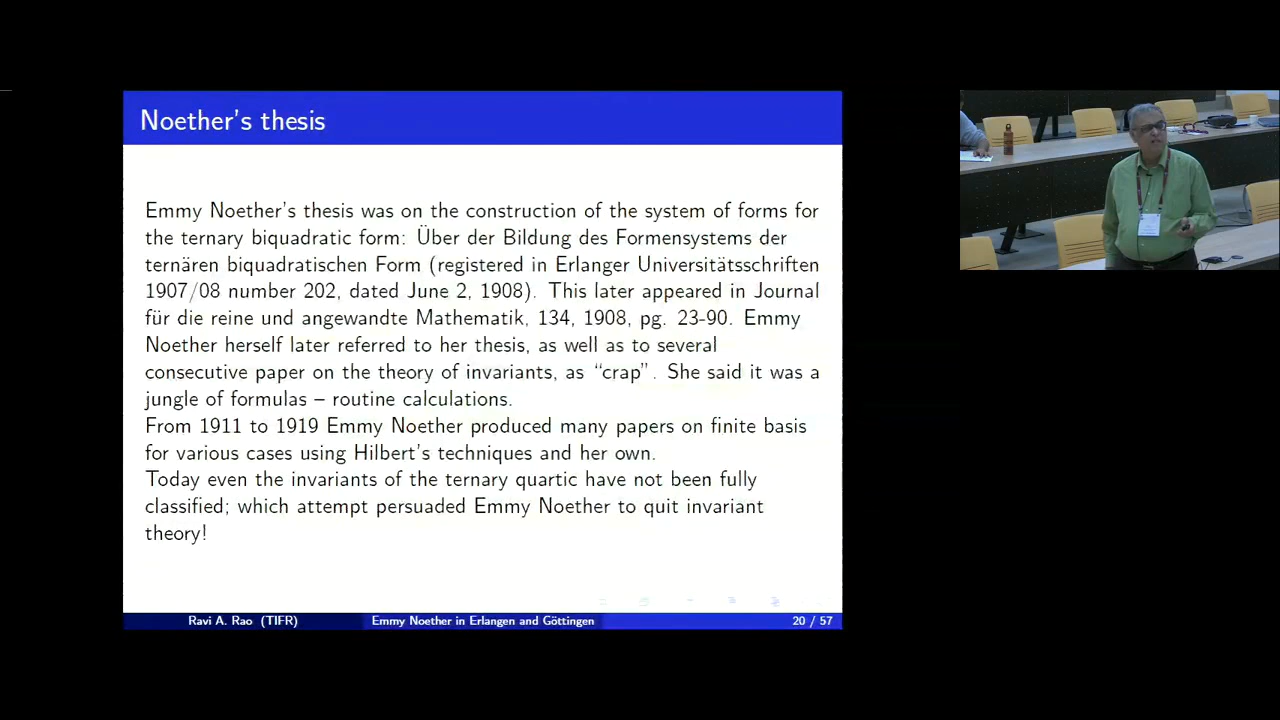 Noether's thesis
Emmy Noether's thesis was on the construction of the system of forms for
the ternary biquadratic form: Über der Bildung des Formensystems der
ternären biquadratischen Form (registered in Erlanger Universitätsschriften
1907/08 number 202, dated June 2, 1908). This later appeared in Journal
für die reine und angewandte Mathematik, 134, 1908, pg. 23-90. Emmy
Noether herself later referred to her thesis, as well as to several
consecutive paper on the theory of invariants, as “crap”. She said it was a
jungle of formulas – routine calculations.
From 1911 to 1919 Emmy Noether produced many papers on finite basis
for various cases using Hilbert's techniques and her own.
Today even the invariants of the ternary quartic have not been fully
classified; which attempt persuaded Emmy Noether to quit invariant
theory!
Ravi A. Rao (TIFR) Emmy Noether in Erlangen and Göttingen 20 / 57